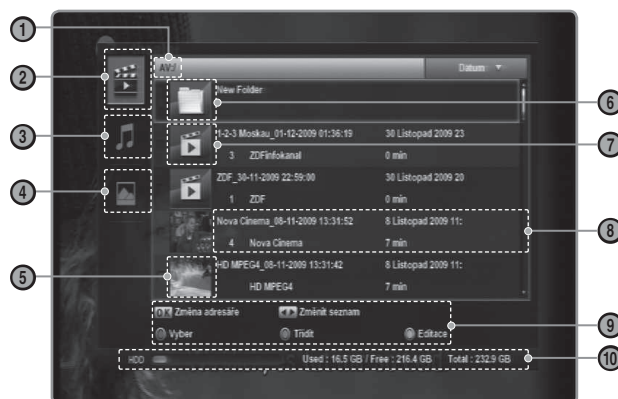 1
2
3
4
5
6
7
8
9
10
AV:/ Datum
New Folder
1-2-3 Moskau_01-12-2009 01:36:19 30 Listopad 2009 23
3 ZDFinfokanal 0 min
ZDF_30-11-2009 22:59:00 30 Listopad 2009 20
1 ZDF 0 min
Nova Cinema_08-11-2009 13:31:52 8 Listopad 2009 11:
4 Nova Cinema 7 min
HD MPEG4_08-11-2009 13:31:42 8 Listopad 2009 11:
HD MPEG4 7 min
OK Změna adresáře Změnit seznam
Vyber Třídit Editace
HDD Used : 16.5 GB / Free : 216.4 GB Total : 232.9 GB